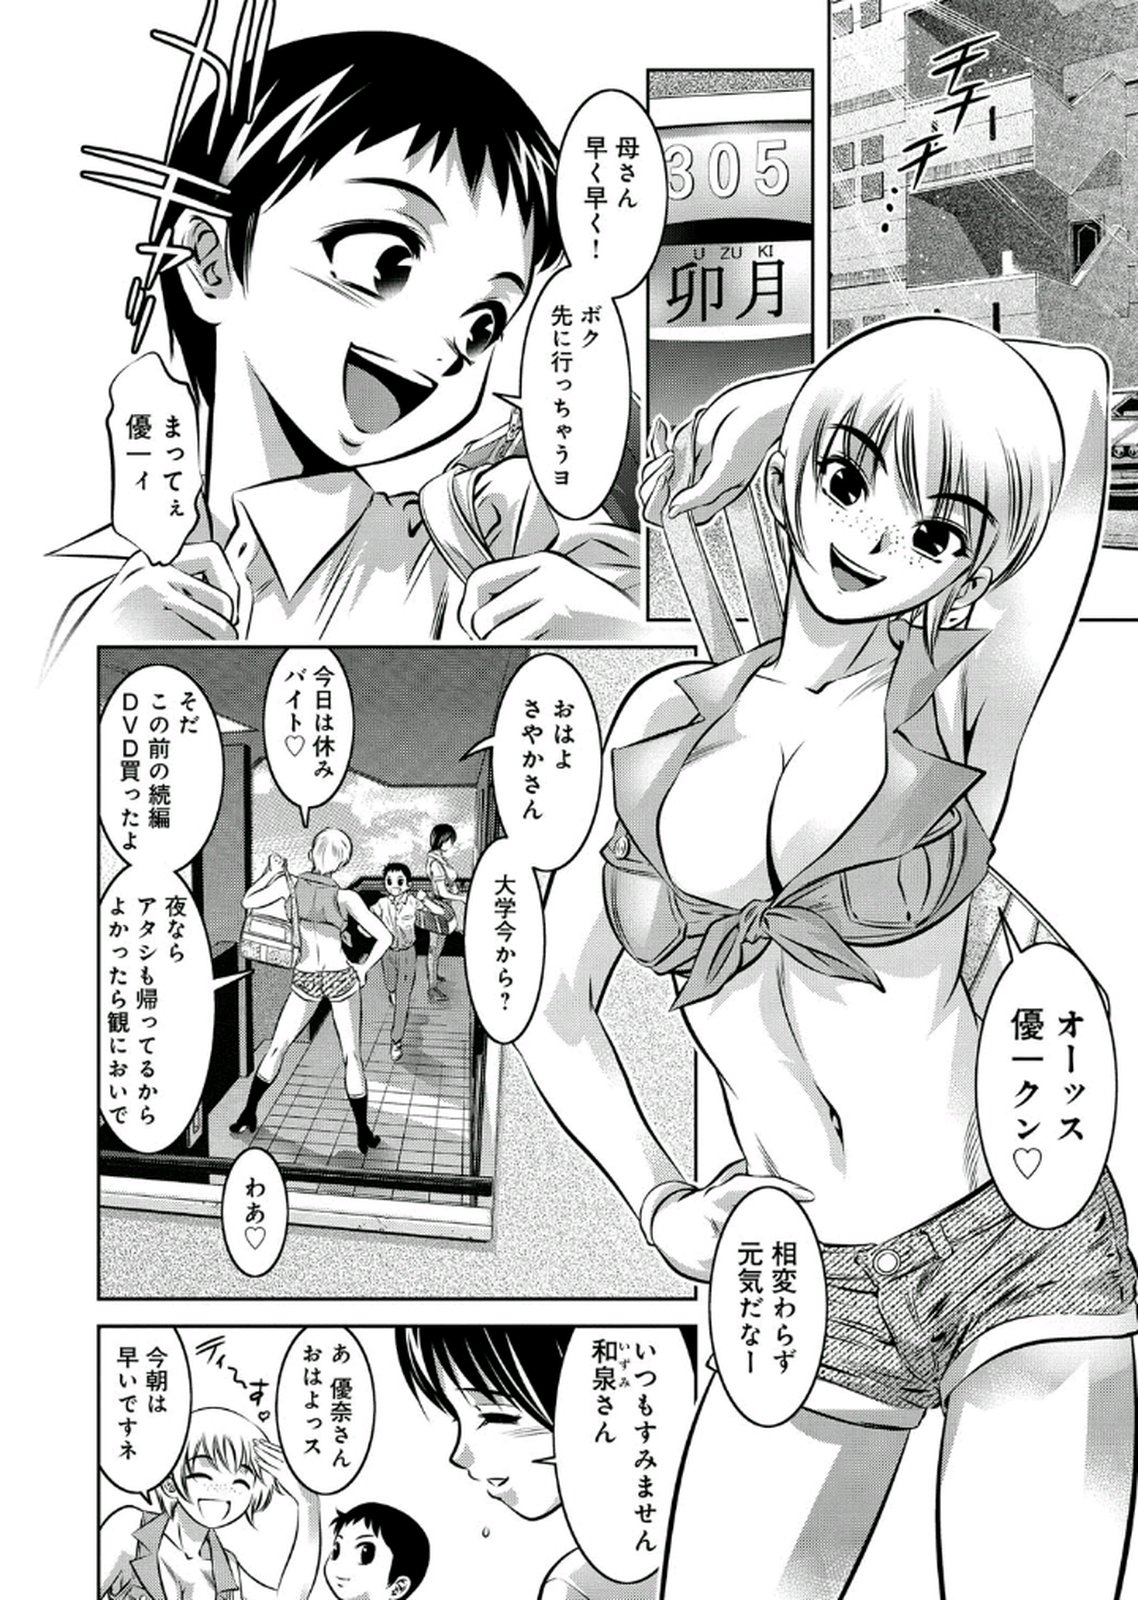 チチ
チー
305
U ZU KI
卯月
母さん
早く早く！
ボク
先に行っちゃうヨ
まってぇ
優一ィ
オーッス
優一クン♡
相変わらず
元気だなー
おはよ
さやかさん
大学今から？
今日は休み
バイト♡
そだ
この前の続編
DVD買ったよ
夜なら
アタシも帰ってるから
よかったら観においで
わあ♡
いつもすみません
和泉さん
いずみ
あ 優奈さん
おはよっス
今朝は
早いですネ